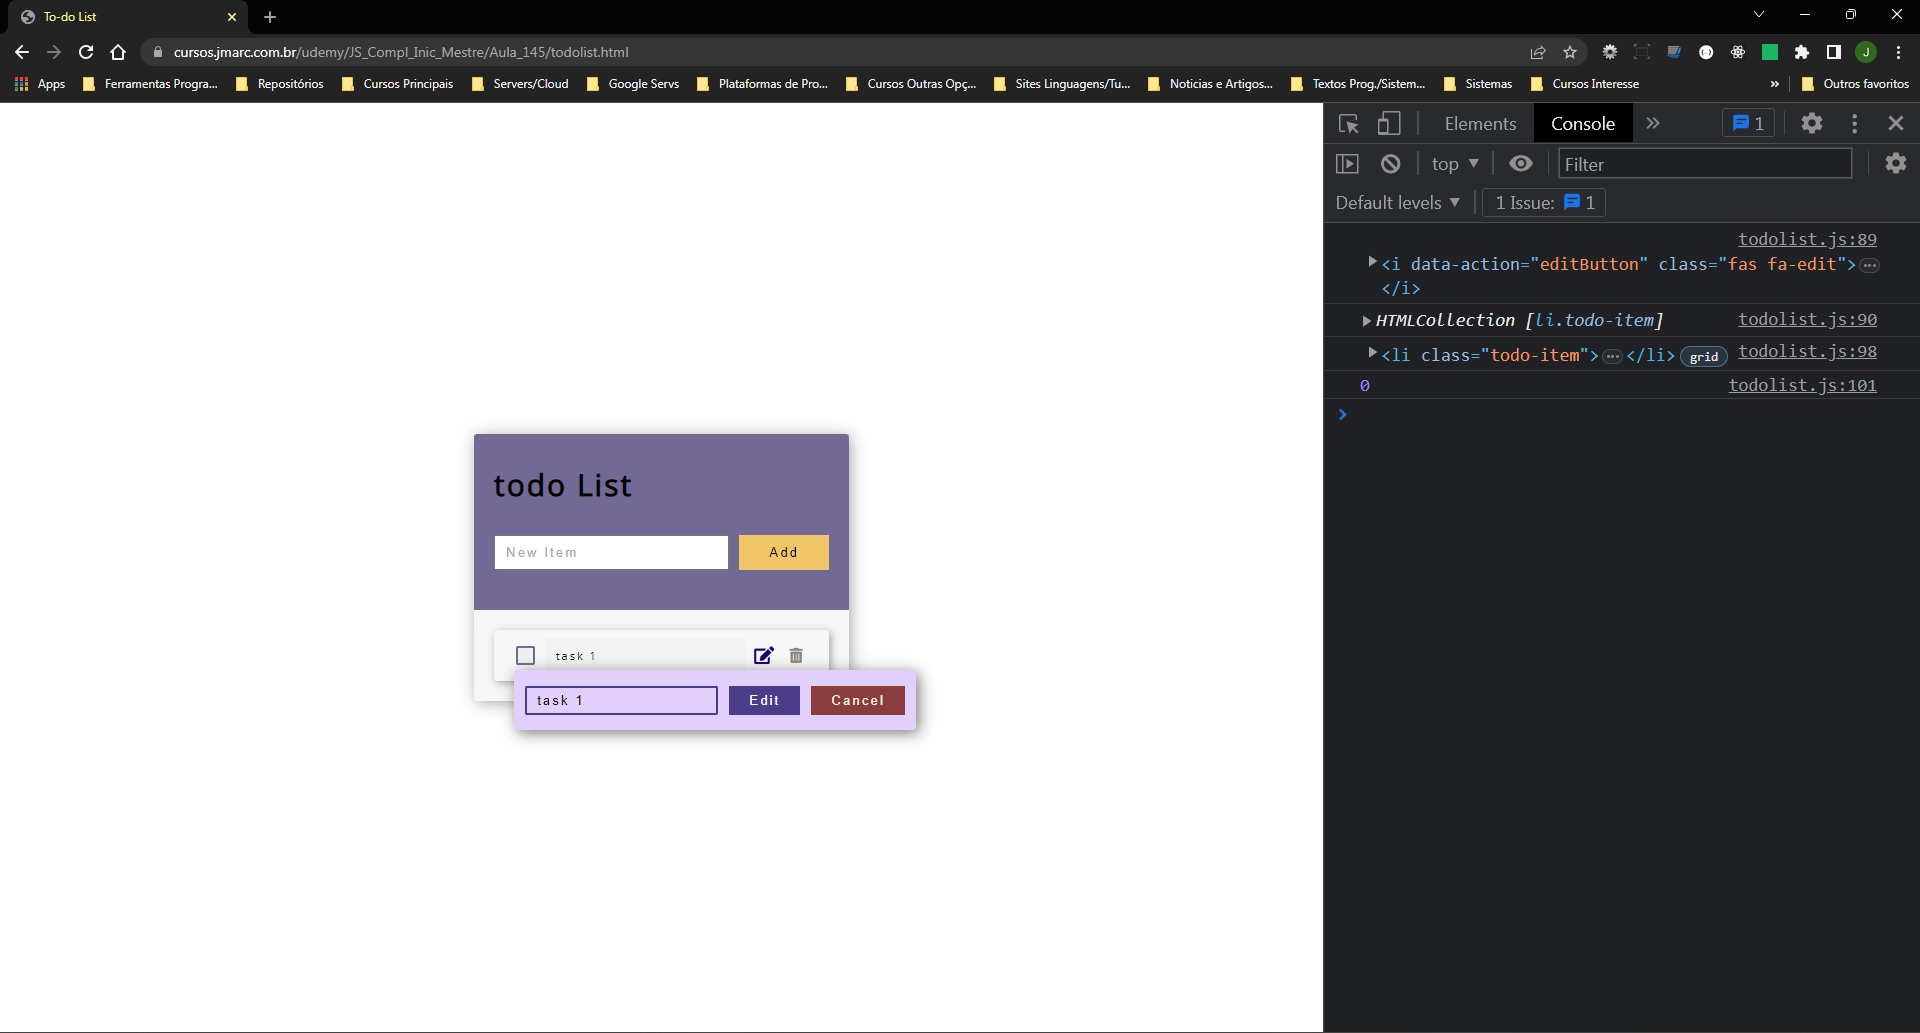 To-do List
cursos.jmarc.com.br/udemy/JS_Compl_Inic_Mestre/Aula_145/todolist.html
J
Apps Ferramentas Progra... Repositórios Cursos Principais Servers/Cloud Google Servs Plataformas de Pro... Cursos Outras Opç... Sites Linguagens/Tu... Noticias e Artigos... Textos Prog./Sistem... Sistemas Cursos Interesse » Outros favoritos
Elements Console » 1
top Filter
Default levels 1 Issue: 1
todolist.js:89
<i data-action="editButton" class="fas fa-edit">…
</i>
HTMLCollection [li.todo-item] todolist.js:90
<li class="todo-item">…</li> grid todolist.js:98
0 todolist.js:101
todo List
New Item Add
task 1
task 1 Edit Cancel